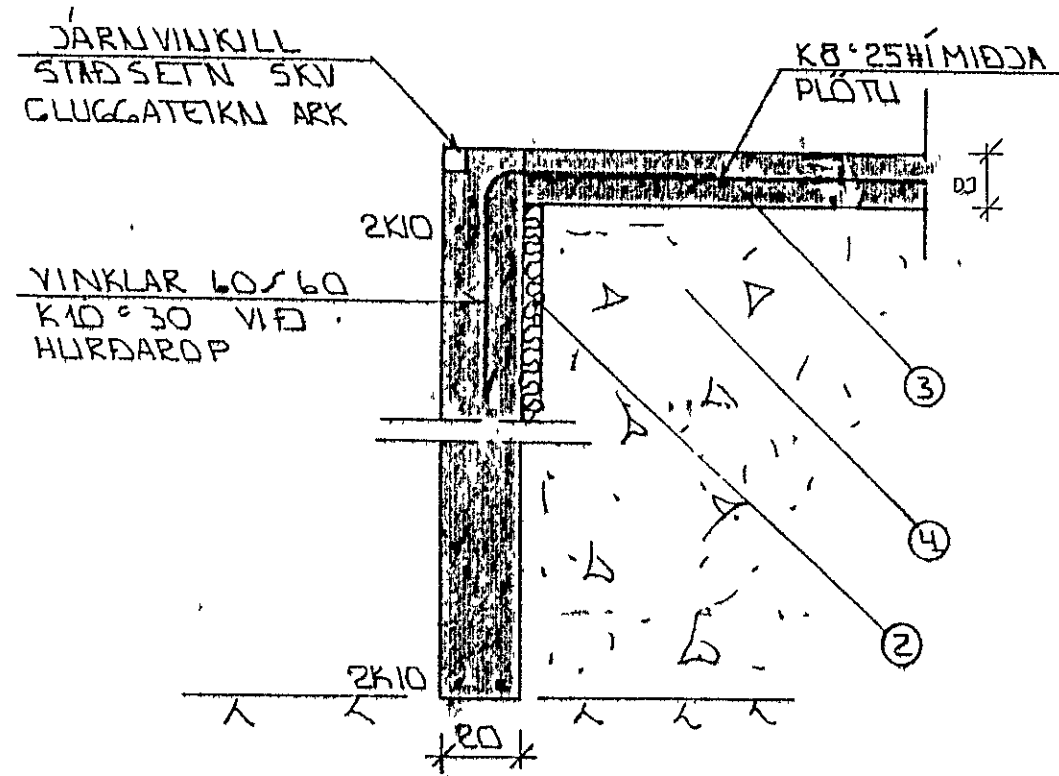 JÁRNVINKILL
STAÐSETN SKV
GLUGGATEIKN ARK
K8 ° 25 # Í MIÐJA
PLÖTU
2K10
VINKLAR 60/60
K10 ° 30 VIÐ
HURÐAROP
3
4
2
2K10
20